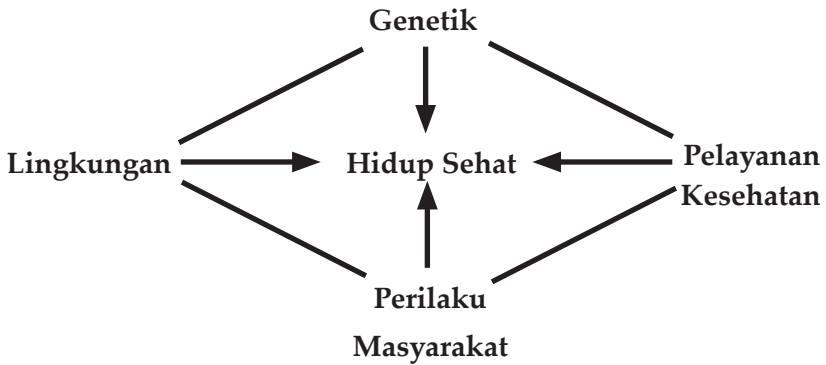 Genetik
Lingkungan
Hidup Sehat
Pelayanan
Kesehatan
Perilaku
Masyarakat